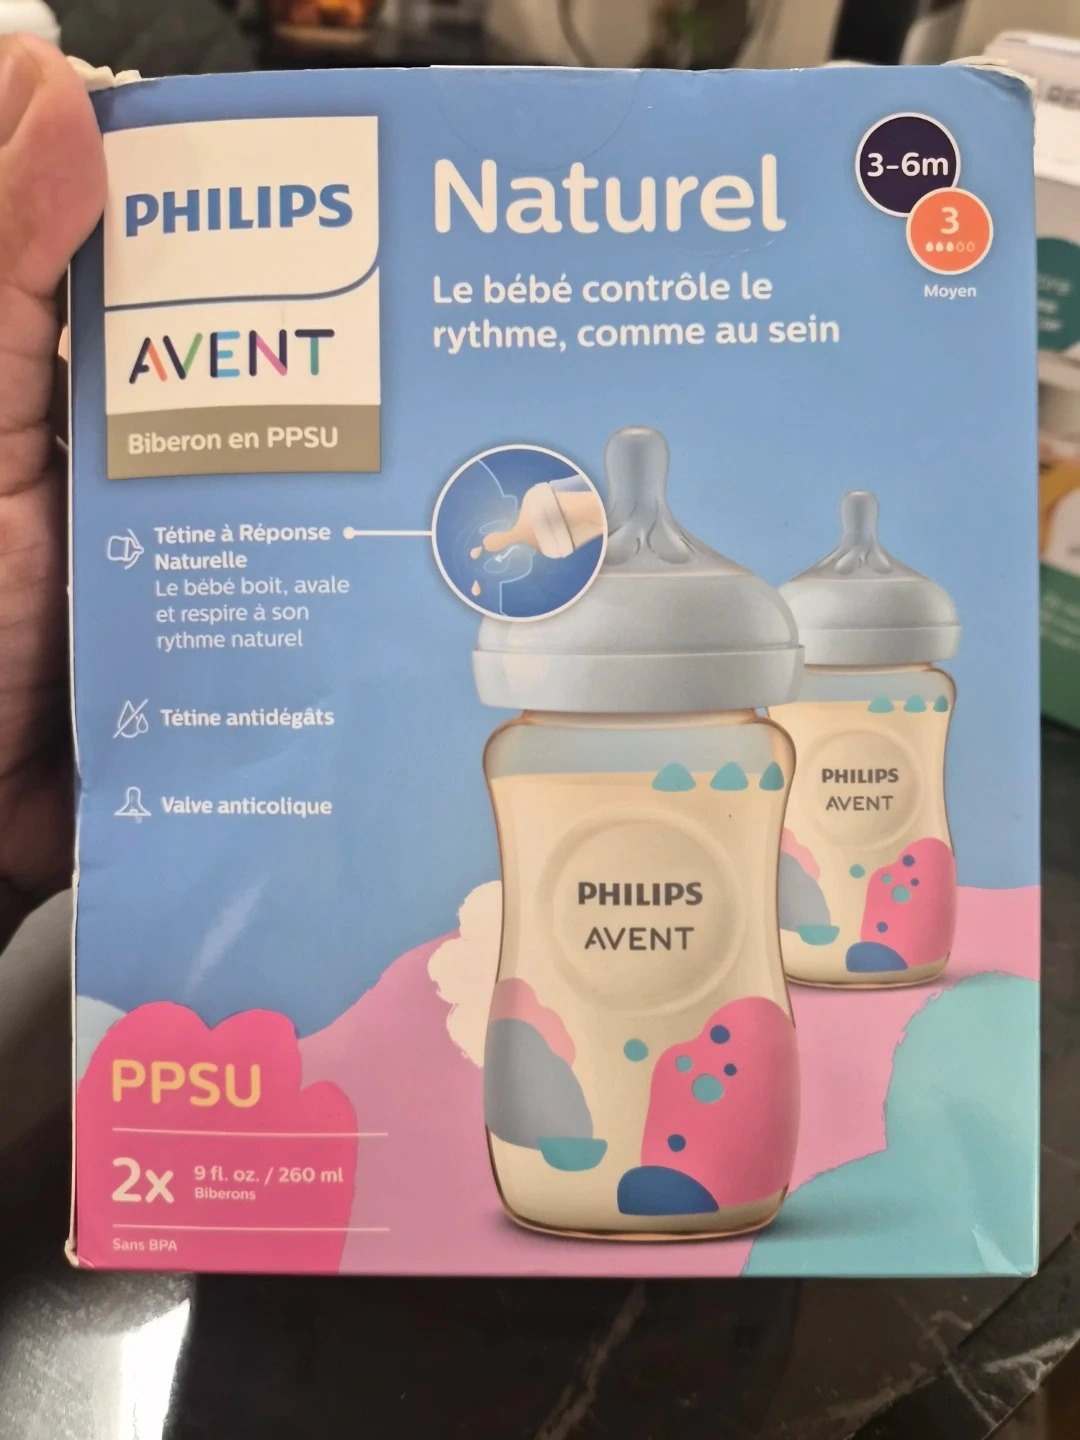 PHILIPS
AVENT
Biberon en PPSU
Naturel
Le bébé contrôle le
rythme, comme au sein
3-6m
3
Moyen
Tétine à Réponse
Naturelle
Le bébé boit, avale
et respire à son
rythme naturel
Tétine antidégâts
Valve anticolique
PHILIPS
AVENT
PHILIPS
AVENT
PPSU
2x
9 fl. oz. / 260 ml
Biberons
Sans BPA